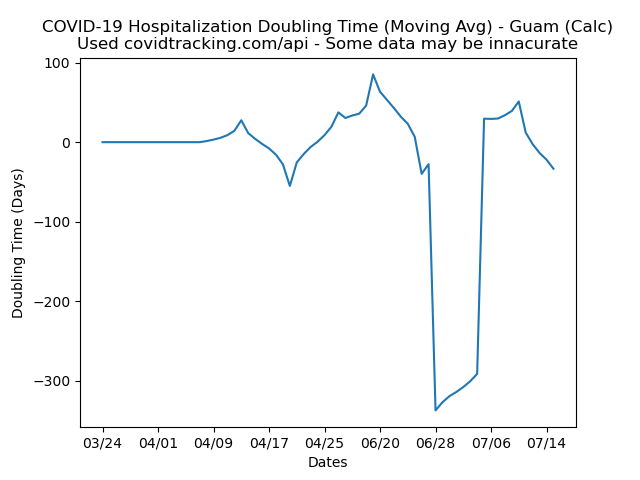 COVID-19 Hospitalization Doubling Time (Moving Avg) - Guam (Calc)
Used covidtracking.com/api - Some data may be innacurate
100
0
−100
−200
−300
Doubling Time (Days)
03/24 04/01 04/09 04/17 04/25 06/20 06/28 07/06 07/14
Dates